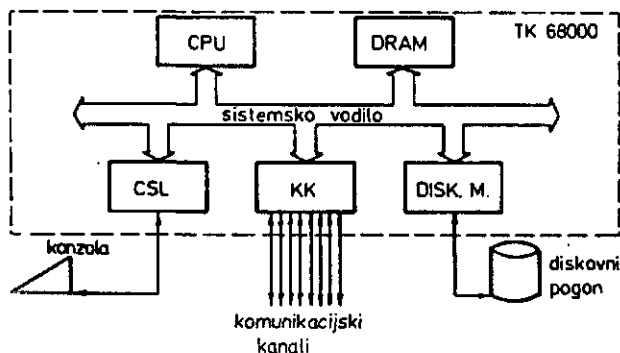 TK 68000
CPU
DRAM
sistemsko vodilo
CSL
KK
DISK. M.
konzola
diskovni
pogon
komunikacijski
kanali